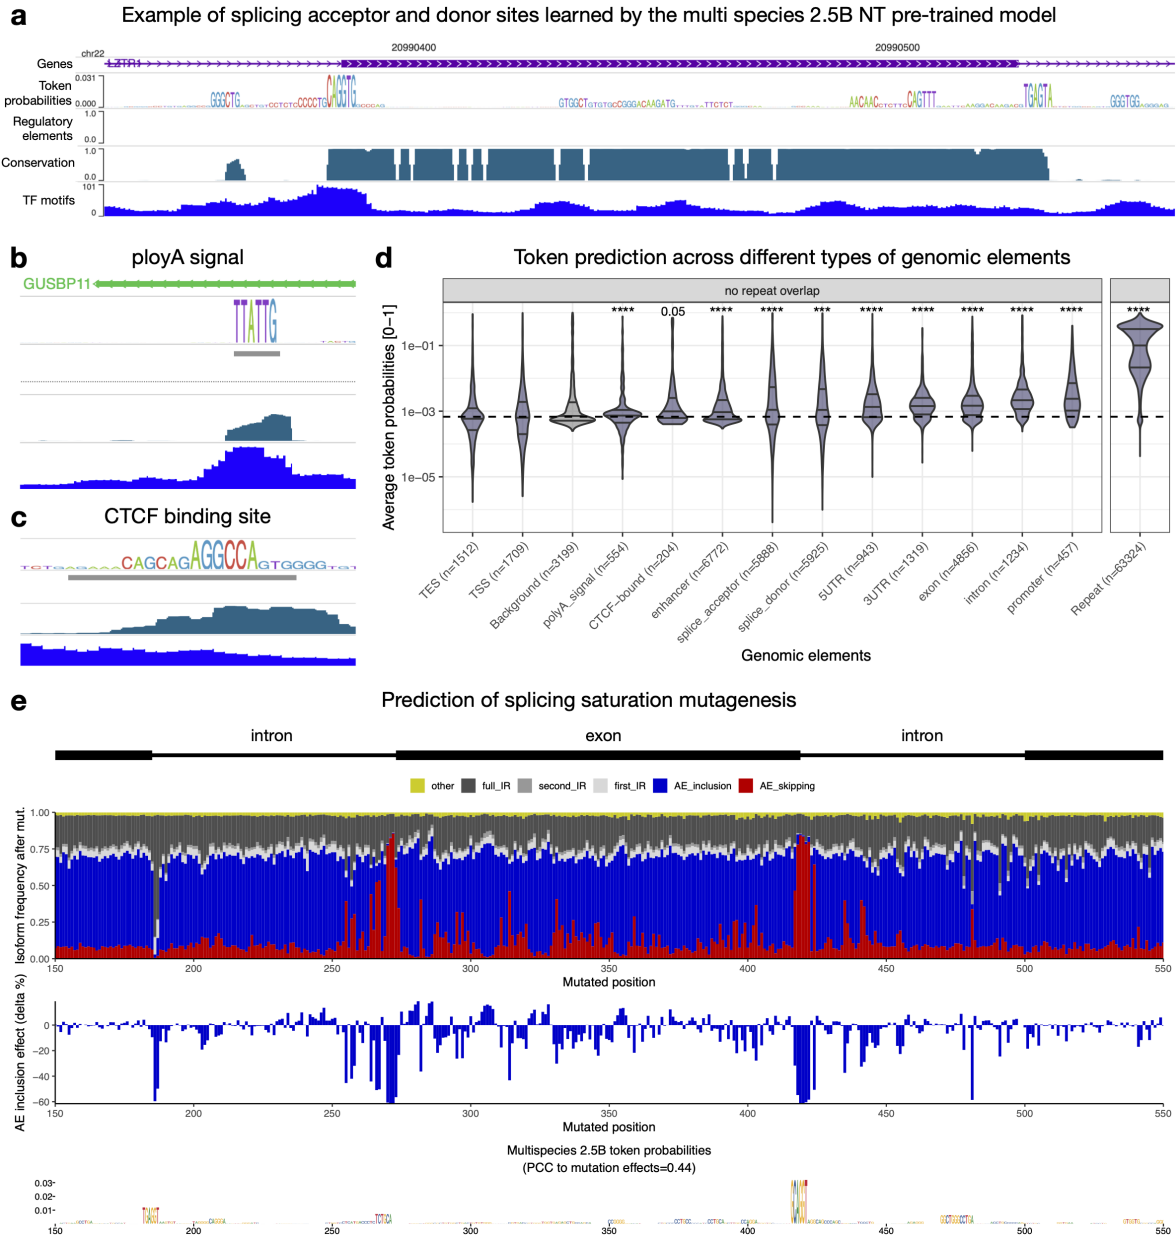 a Example of splicing acceptor and donor sites learned by the multi species 2.5B NT pre-trained model
chr22 20990400 20990500
Genes
Token probabilities
0.031
0.000
GGGCTG CAGGTG GTGGCTGTGTGCCGGGACAAGATG TTCTCT AACAAC CAGTTT TGAGTA GGGTGG
Regulatory elements
1.0
0.0
Conservation
1.0
0.0
TF motifs
101
0
b ployA signal
GUSBP11
TTATTG
c CTCF binding site
CAGCAGAGGCCAGTGGGG
d Token prediction across different types of genomic elements
no repeat overlap
**** 0.05 **** **** *** **** **** **** **** **** ****
Average token probabilities [0−1]
1e−01
1e−03
1e−05
TES (n=1512)
TSS (n=1709)
Background (n=3199)
polyA_signal (n=554)
CTCF−bound (n=204)
enhancer (n=6772)
splice_acceptor (n=5888)
splice_donor (n=5925)
5UTR (n=943)
3UTR (n=1319)
exon (n=4856)
intron (n=1234)
promoter (n=457)
Repeat (n=63324)
Genomic elements
e Prediction of splicing saturation mutagenesis
intron exon intron
other full_IR second_IR first_IR AE_inclusion AE_skipping
Isoform frequency after mut.
1.00
0.75
0.50
0.25
0.00
150 200 250 300 350 400 450 500 550
Mutated position
AE inclusion effect (delta %)
0
−20
−40
−60
150 200 250 300 350 400 450 500 550
Mutated position
Multispecies 2.5B token probabilities
(PCC to mutation effects=0.44)
0.03-
0.02-
0.01-
150 200 250 300 350 400 450 500 550